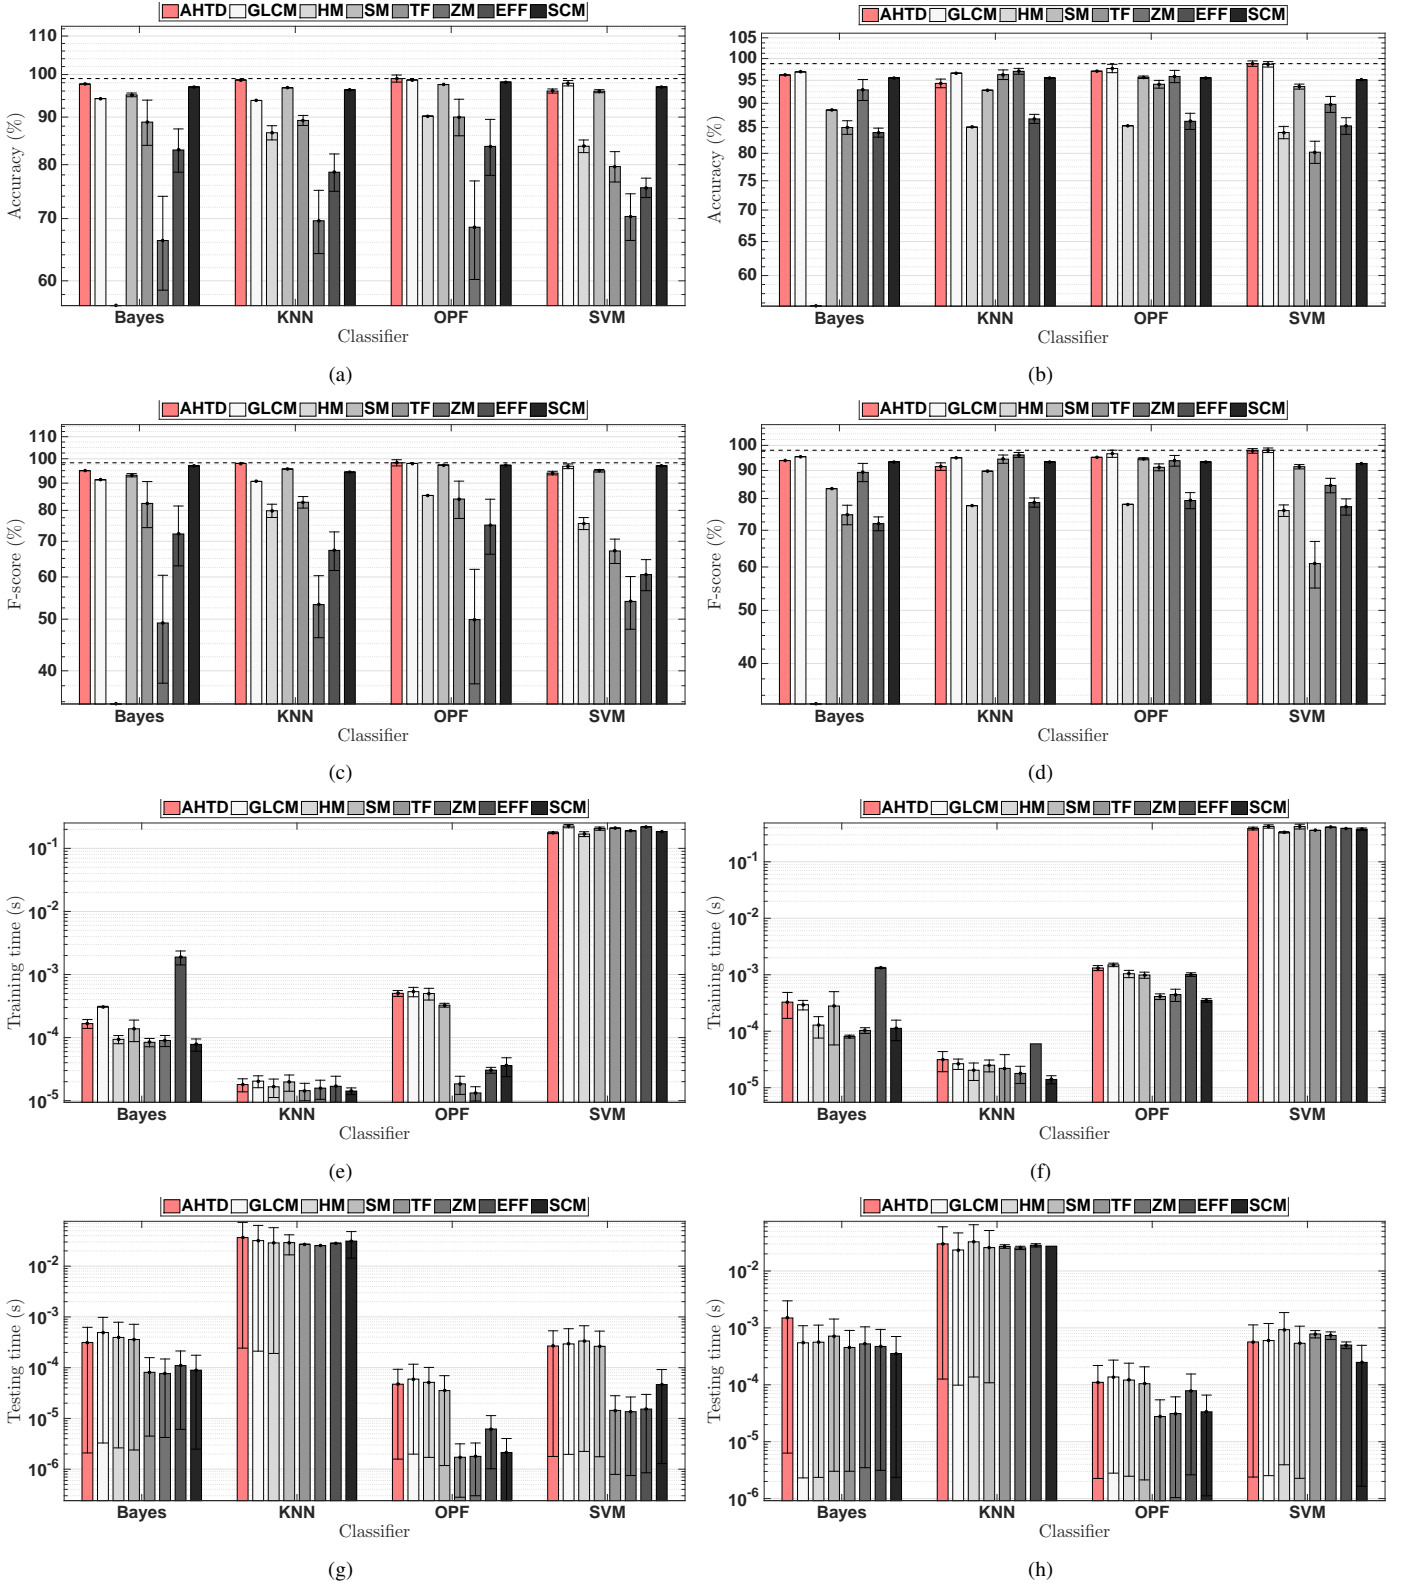 AHTD GLCM HM SM TF ZM EFF SCM
110
100
90
80
70
60
Accuracy (%)
Bayes KNN OPF SVM
Classifier
(a)
AHTD GLCM HM SM TF ZM EFF SCM
105
100
95
90
85
80
75
70
65
60
Accuracy (%)
Bayes KNN OPF SVM
Classifier
(b)
AHTD GLCM HM SM TF ZM EFF SCM
110
100
90
80
70
60
50
40
F-score (%)
Bayes KNN OPF SVM
Classifier
(c)
AHTD GLCM HM SM TF ZM EFF SCM
100
90
80
70
60
50
40
F-score (%)
Bayes KNN OPF SVM
Classifier
(d)
AHTD GLCM HM SM TF ZM EFF SCM
10^-1
10^-2
10^-3
10^-4
10^-5
Training time (s)
Bayes KNN OPF SVM
Classifier
(e)
AHTD GLCM HM SM TF ZM EFF SCM
10^-1
10^-2
10^-3
10^-4
10^-5
Training time (s)
Bayes KNN OPF SVM
Classifier
(f)
AHTD GLCM HM SM TF ZM EFF SCM
10^-2
10^-3
10^-4
10^-5
10^-6
Testing time (s)
Bayes KNN OPF SVM
Classifier
(g)
AHTD GLCM HM SM TF ZM EFF SCM
10^-2
10^-3
10^-4
10^-5
10^-6
Testing time (s)
Bayes KNN OPF SVM
Classifier
(h)